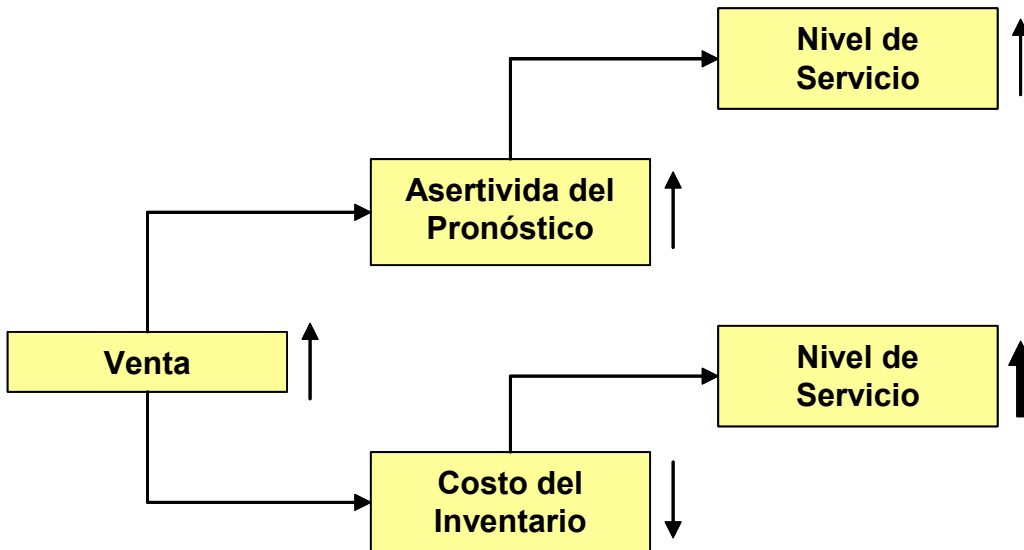 Nivel de
Servicio
Asertivida del
Pronóstico
Venta
Nivel de
Servicio
Costo del
Inventario